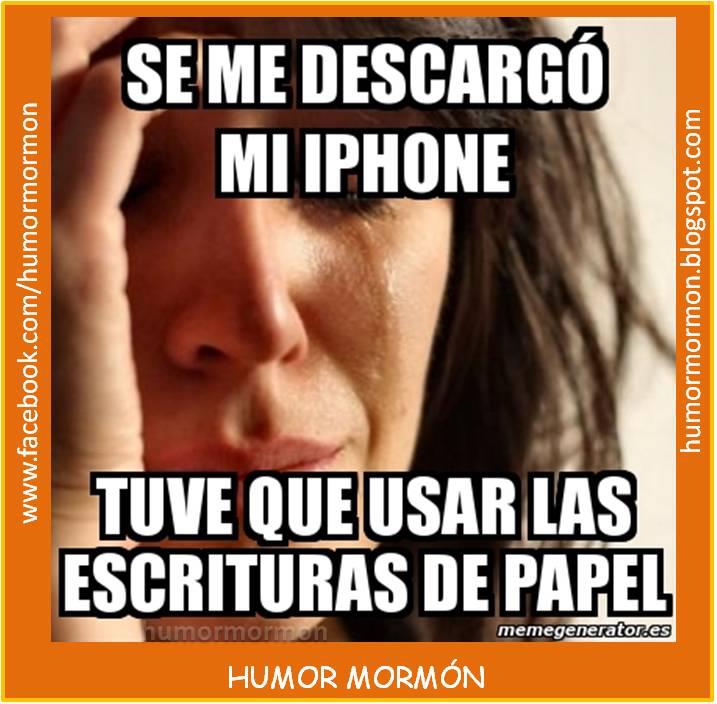 SE ME DESCARGÓ
MI IPHONE
TUVE QUE USAR LAS
ESCRITURAS DE PAPEL
humormormon
memegenerator.es
www.facebook.com/humormormon
humormormon.blogspot.com
HUMOR MORMÓN